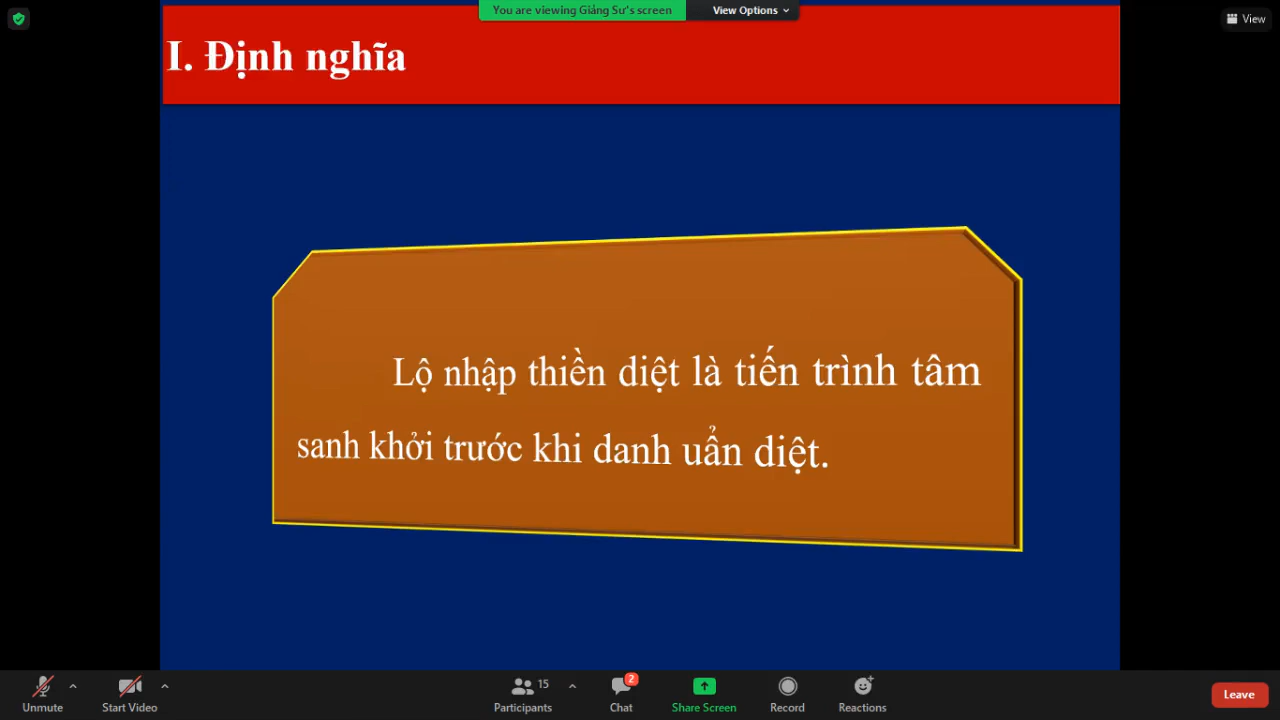 You are viewing Giảng Sư's screen
View Options
View
I. Định nghĩa
Lộ nhập thiền diệt là tiến trình tâm
sanh khởi trước khi danh uẩn diệt.
Unmute
Start Video
15
Participants
2
Chat
Share Screen
Record
Reactions
Leave